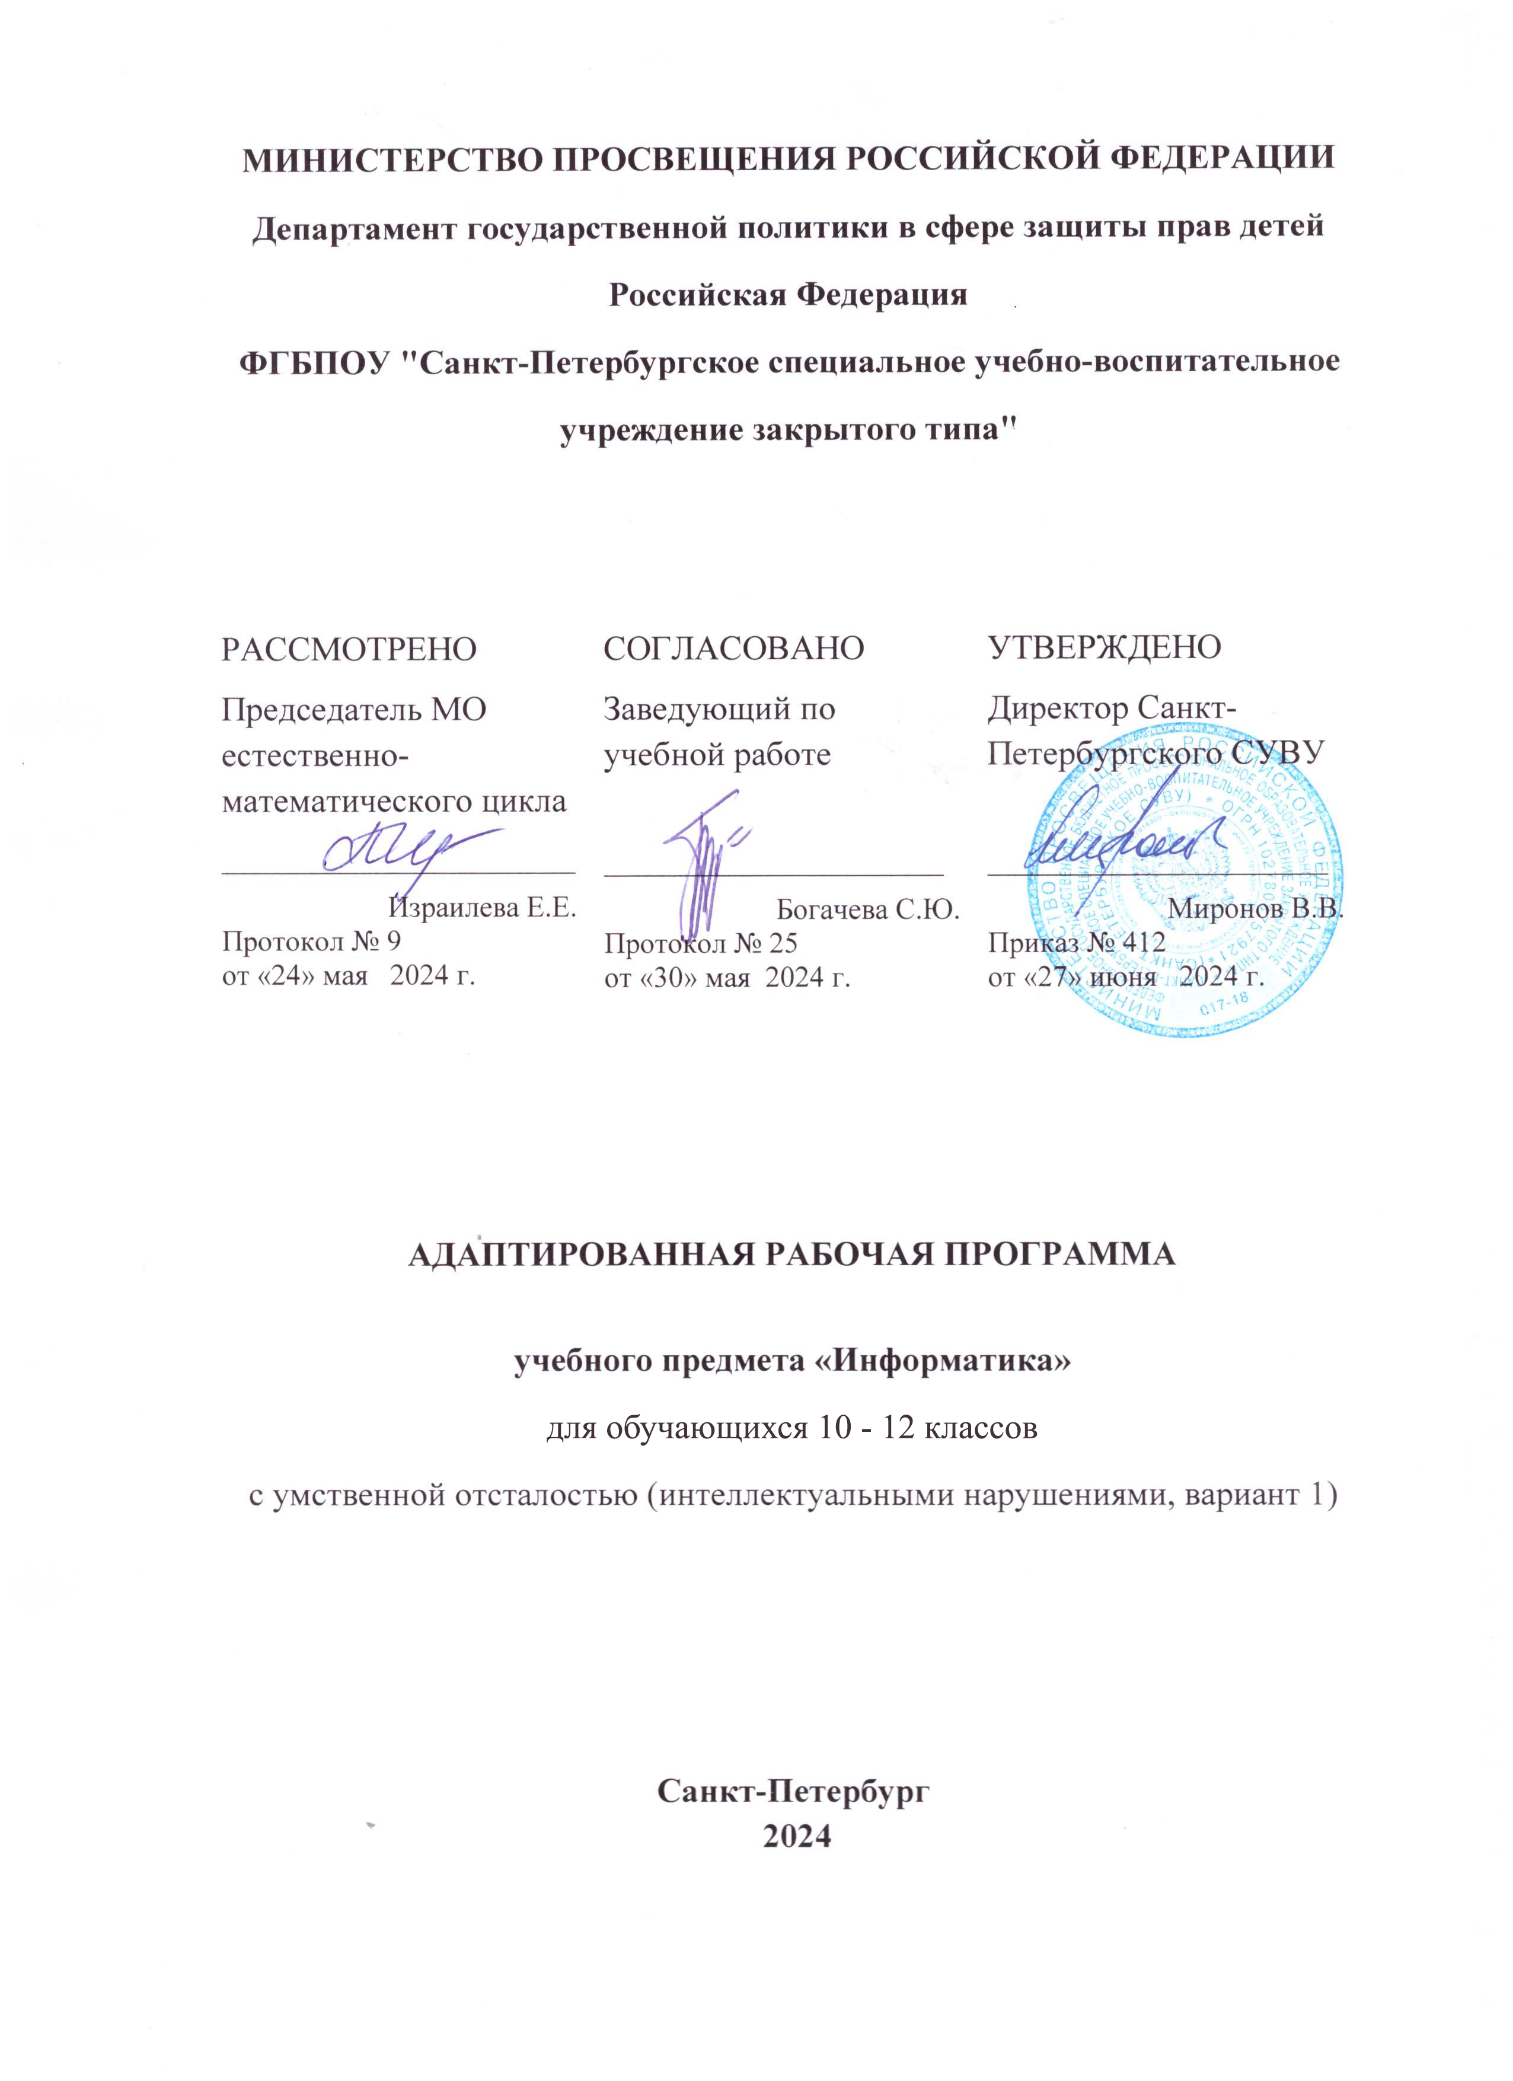 МИНИСТЕРСТВО ПРОСВЕЩЕНИЯ РОССИЙСКОЙ ФЕДЕРАЦИИ
Департамент государственной политики в сфере защиты прав детей
Российская Федерация
ФГБПОУ "Санкт-Петербургское специальное учебно-воспитательное
учреждение закрытого типа"
РАССМОТРЕНО
Председатель МО
естественно-
математического цикла
Израилева Е.Е.
Протокол № 9
от «24» мая 2024 г.
СОГЛАСОВАНО
Заведующий по
учебной работе
Богачева С.Ю.
Протокол № 25
от «30» мая 2024 г.
УТВЕРЖДЕНО
Директор Санкт-
Петербургского СУВУ
Миронов В.В.
Приказ № 412
от «27» июня 2024 г.
017-18
АДАПТИРОВАННАЯ РАБОЧАЯ ПРОГРАММА
учебного предмета «Информатика»
для обучающихся 10 - 12 классов
с умственной отсталостью (интеллектуальными нарушениями, вариант 1)
Санкт-Петербург
2024